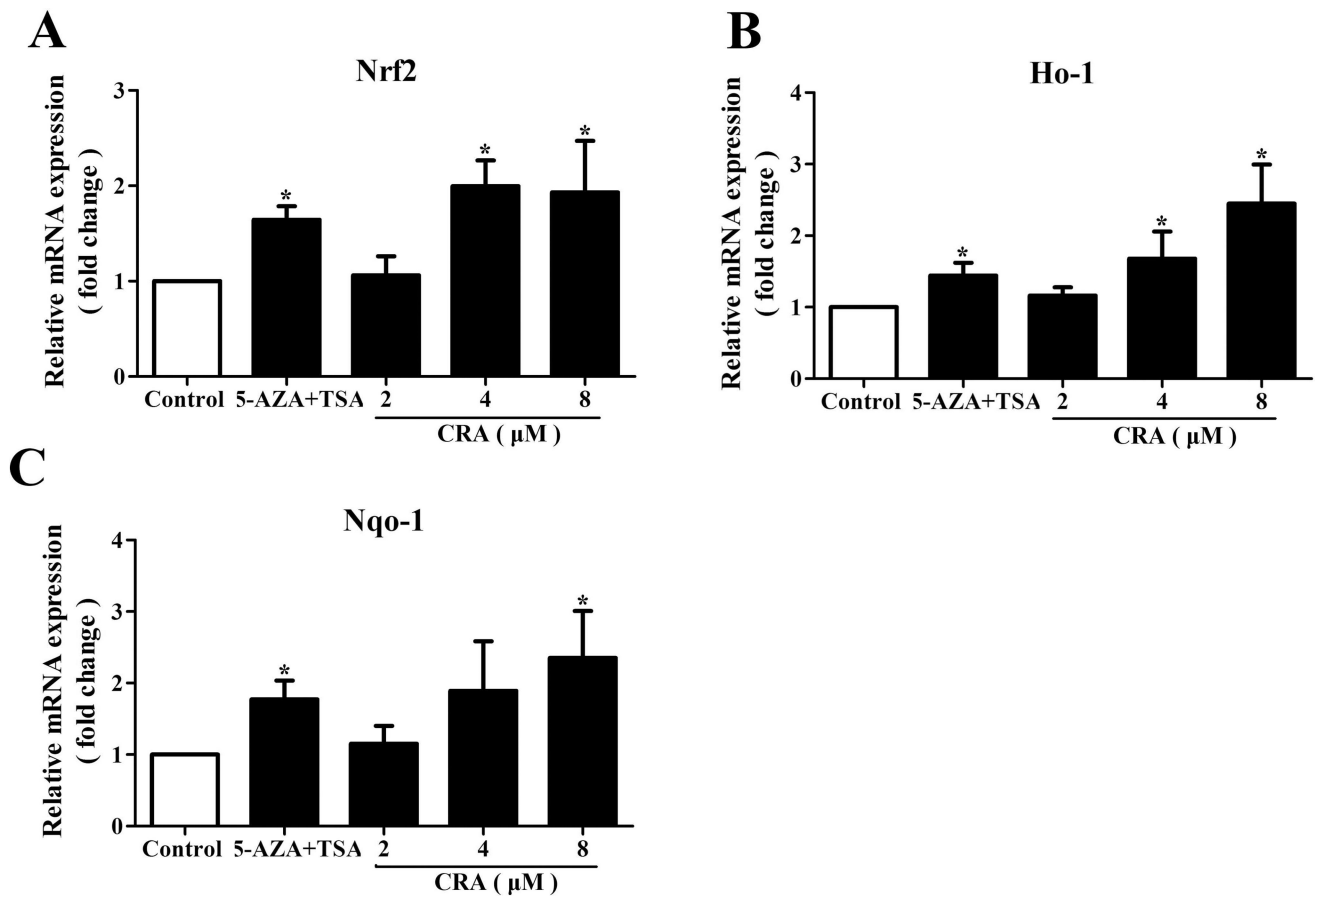 A
Nrf2
Relative mRNA expression
( fold change )
3
2
1
0
*
*
*
Control 5-AZA+TSA 2 4 8
CRA ( μM )
B
Ho-1
Relative mRNA expression
( fold change )
4
3
2
1
0
*
*
*
Control 5-AZA+TSA 2 4 8
CRA ( μM )
C
Nqo-1
Relative mRNA expression
( fold change )
4
3
2
1
0
*
*
Control 5-AZA+TSA 2 4 8
CRA ( μM )